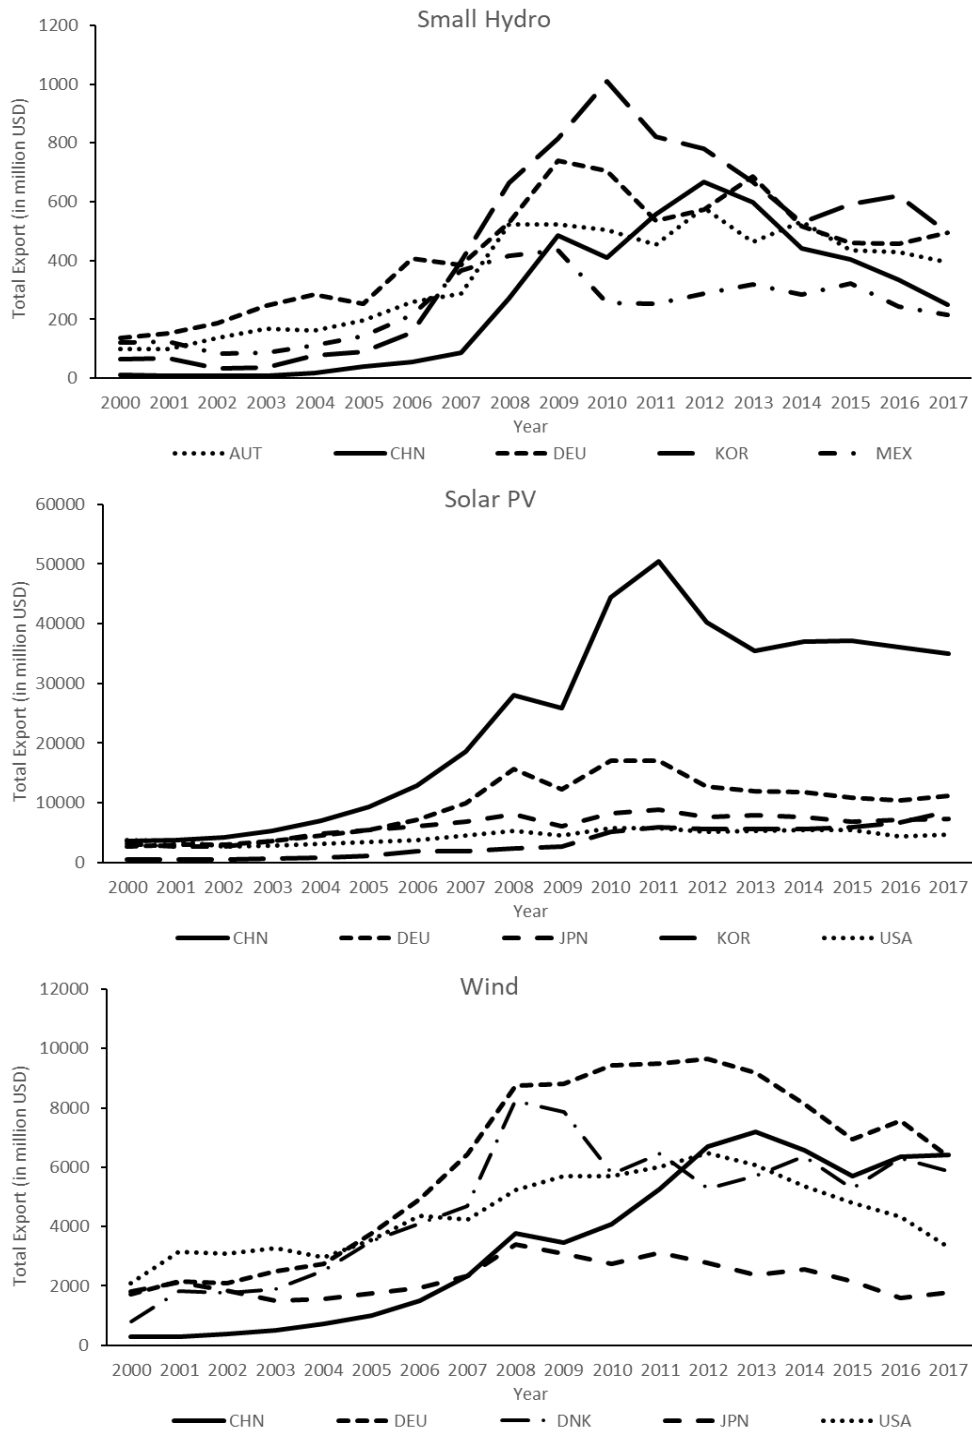 Small Hydro
1200
1000
800
600
400
200
0
Total Export (in million USD)
2000 2001 2002 2003 2004 2005 2006 2007 2008 2009 2010 2011 2012 2013 2014 2015 2016 2017
Year
AUT CHN DEU KOR MEX
Solar PV
60000
50000
40000
30000
20000
10000
0
Total Export (in million USD)
2000 2001 2002 2003 2004 2005 2006 2007 2008 2009 2010 2011 2012 2013 2014 2015 2016 2017
Year
CHN DEU JPN KOR USA
Wind
12000
10000
8000
6000
4000
2000
0
Total Export (in million USD)
2000 2001 2002 2003 2004 2005 2006 2007 2008 2009 2010 2011 2012 2013 2014 2015 2016 2017
Year
CHN DEU DNK JPN USA